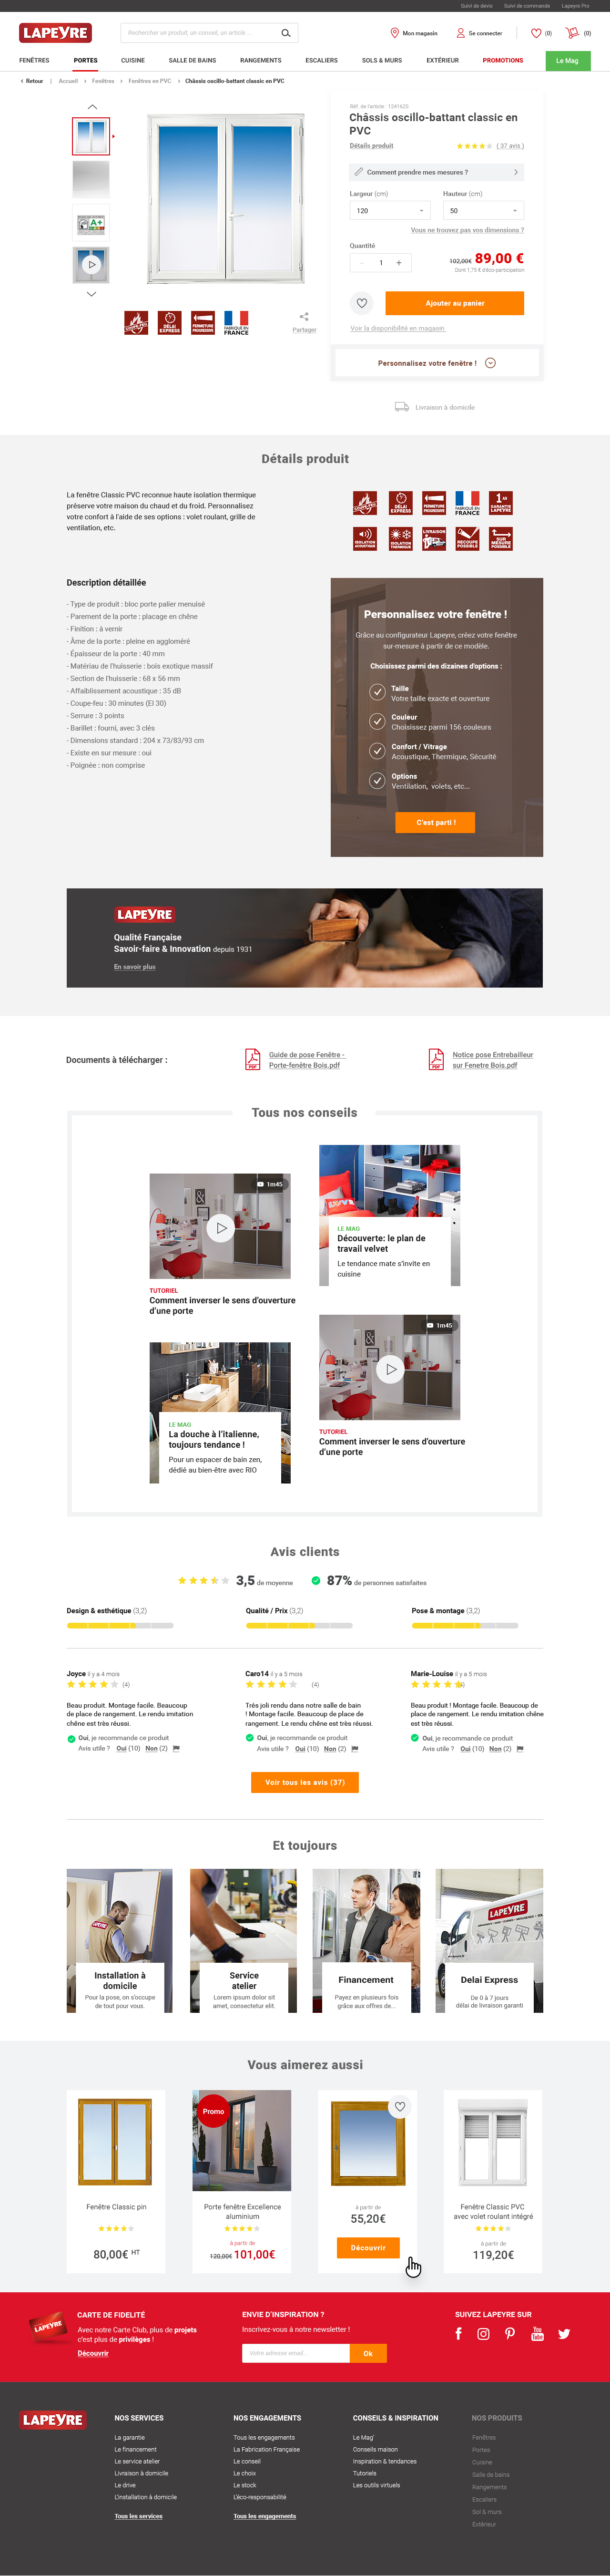 Suivi de devis Suivi de commande Lapeyre Pro
LAPEYRE
Rechercher un produit, un conseil, un article ...
Mon magasin Se connecter (0) (0)
FENÊTRES PORTES CUISINE SALLE DE BAINS RANGEMENTS ESCALIERS SOLS & MURS EXTÉRIEUR PROMOTIONS Le Mag
Retour | Accueil Fenêtres Fenêtres en PVC Châssis oscillo-battant classic en PVC
Réf. de l'article : 1241625
Châssis oscillo-battant classic en
PVC
Détails produit ( 37 avis )
Comment prendre mes mesures ?
Largeur (cm) Hauteur (cm)
120 50
Vous ne trouvez pas vos dimensions ?
Quantité
- 1 + 102,00€ 89,00 €
Dont 1,75 € d'éco-participation
Ajouter au panier
Voir la disponibilité en magasin
Personnalisez votre fenêtre !
Livraison à domicile
A+
DÉLAI EXPRESS
FERMETURE PROGRESSIVE
FABRIQUÉ EN FRANCE
Partager
Détails produit
La fenêtre Classic PVC reconnue haute isolation thermique
préserve votre maison du chaud et du froid. Personnalisez
votre confort à l'aide de ses options : volet roulant, grille de
ventilation, etc.
DÉLAI EXPRESS
FERMETURE PROGRESSIVE
FABRIQUÉ EN FRANCE
1 AN GARANTIE LAPEYRE
ISOLATION ACOUSTIQUE
ISOLATION THERMIQUE
LIVRAISON
RECOUPE POSSIBLE
SUR MESURE POSSIBLE
Description détaillée
- Type de produit : bloc porte palier menuisé
- Parement de la porte : placage en chêne
- Finition : à vernir
- Âme de la porte : pleine en aggloméré
- Épaisseur de la porte : 40 mm
- Matériau de l'huisserie : bois exotique massif
- Section de l'huisserie : 68 x 56 mm
- Affaiblissement acoustique : 35 dB
- Coupe-feu : 30 minutes (EI 30)
- Serrure : 3 points
- Barillet : fourni, avec 3 clés
- Dimensions standard : 204 x 73/83/93 cm
- Existe en sur mesure : oui
- Poignée : non comprise
Personnalisez votre fenêtre !
Grâce au configurateur Lapeyre, créez votre fenêtre
sur-mesure à partir de ce modèle.
Choisissez parmi des dizaines d'options :
Taille
Votre taille exacte et ouverture
Couleur
Choisissez parmi 156 couleurs
Confort / Vitrage
Acoustique, Thermique, Sécurité
Options
Ventilation, volets, etc...
C'est parti !
LAPEYRE
Qualité Française
Savoir-faire & Innovation depuis 1931
En savoir plus
Documents à télécharger :
PDF
Guide de pose Fenêtre -
Porte-fenêtre Bois.pdf
PDF
Notice pose Entrebailleur
sur Fenetre Bois.pdf
Tous nos conseils
1m45
TUTORIEL
Comment inverser le sens d'ouverture
d'une porte
LE MAG
Découverte: le plan de
travail velvet
Le tendance mate s'invite en
cuisine
LE MAG
La douche à l'italienne,
toujours tendance !
Pour un espacer de bain zen,
dédié au bien-être avec RIO
1m45
TUTORIEL
Comment inverser le sens d'ouverture
d'une porte
Avis clients
3,5 de moyenne 87% de personnes satisfaites
Design & esthétique (3,2) Qualité / Prix (3,2) Pose & montage (3,2)
Joyce il y a 4 mois
(4)
Beau produit. Montage facile. Beaucoup
de place de rangement. Le rendu imitation
chêne est très réussi.
Oui, je recommande ce produit
Avis utile ? Oui (10) Non (2)
Caro14 il y a 5 mois
(4)
Trés joli rendu dans notre salle de bain
! Montage facile. Beaucoup de place de
rangement. Le rendu chêne est très réussi.
Oui, je recommande ce produit
Avis utile ? Oui (10) Non (2)
Marie-Louise il y a 5 mois
Beau produit ! Montage facile. Beaucoup de
place de rangement. Le rendu imitation chêne
est très réussi.
Oui, je recommande ce produit
Avis utile ? Oui (10) Non (2)
Voir tous les avis (37)
Et toujours
LAPEYRE
Installation à
domicile
Pour la pose, on s'occupe
de tout pour vous.
Service
atelier
Lorem ipsum dolor sit
amet, consectetur elit.
Financement
Payez en plusieurs fois
grâce aux offres de...
LAPEYRE
Delai Express
De 0 à 7 jours
délai de livraison garanti
Vous aimerez aussi
Fenêtre Classic pin
80,00€ HT
Promo
Porte fenêtre Excellence
aluminium
à partir de
120,00€ 101,00€
à partir de
55,20€
Découvrir
Fenêtre Classic PVC
avec volet roulant intégré
à partir de
119,20€
LAPEYRE
CARTE DE FIDELITÉ
Avec notre Carte Club, plus de projets
c'est plus de privilèges !
Découvrir
ENVIE D'INSPIRATION ?
Inscrivez-vous à notre newsletter !
Votre adresse email... Ok
SUIVEZ LAPEYRE SUR
You Tube
LAPEYRE
NOS SERVICES
La garantie
Le financement
Le service atelier
Livraison à domicile
Le drive
L'installation à domicile
Tous les services
NOS ENGAGEMENTS
Tous les engagements
La Fabrication Française
Le conseil
Le choix
Le stock
L'éco-responsabilité
Tous les engagements
CONSEILS & INSPIRATION
Le Mag'
Conseils maison
Inspiration & tendances
Tutoriels
Les outils virtuels
NOS PRODUITS
Fenêtres
Portes
Cuisine
Salle de bains
Rangements
Escaliers
Sol & murs
Extérieur